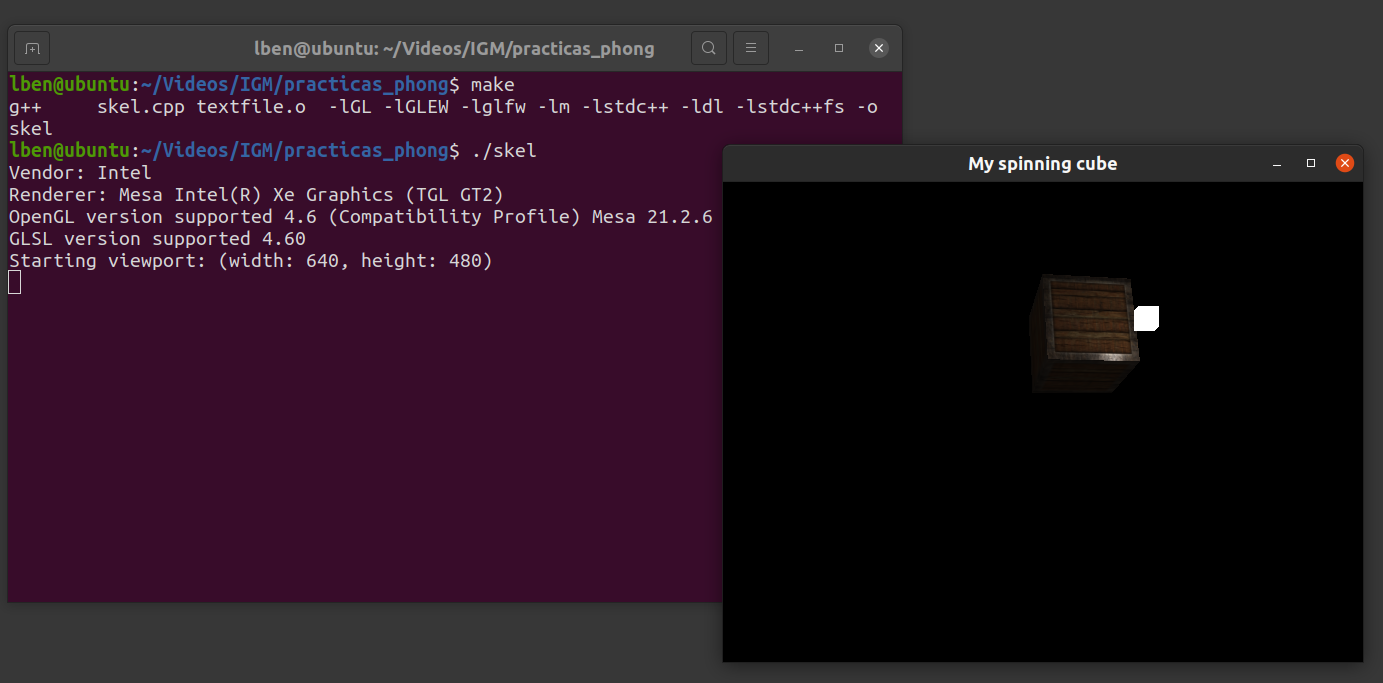 lben@ubuntu: ~/Videos/IGM/practicas_phong
lben@ubuntu:~/Videos/IGM/practicas_phong$ make
g++     skel.cpp textfile.o  -lGL -lGLEW -lglfw -lm -lstdc++ -ldl -lstdc++fs -o
skel
lben@ubuntu:~/Videos/IGM/practicas_phong$ ./skel
Vendor: Intel
Renderer: Mesa Intel(R) Xe Graphics (TGL GT2)
OpenGL version supported 4.6 (Compatibility Profile) Mesa 21.2.6
GLSL version supported 4.60
Starting viewport: (width: 640, height: 480)
My spinning cube